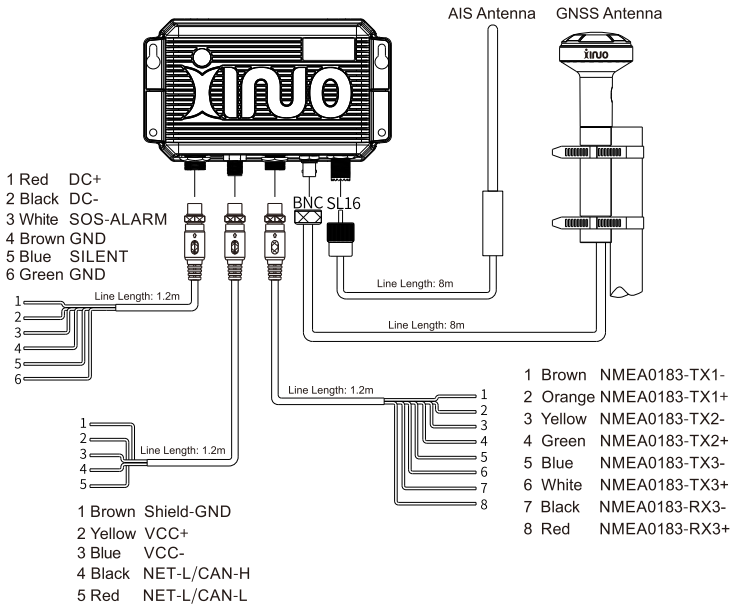 AIS Antenna
GNSS Antenna
xinuo
xinuo
BNC SL16
1 Red DC+
2 Black DC-
3 White SOS-ALARM
4 Brown GND
5 Blue SILENT
6 Green GND
Line Length: 1.2m
1
2
3
4
5
6
Line Length: 8m
Line Length: 8m
Line Length: 1.2m
1
2
3
4
5
6
7
8
1 Brown NMEA0183-TX1-
2 Orange NMEA0183-TX1+
3 Yellow NMEA0183-TX2-
4 Green NMEA0183-TX2+
5 Blue NMEA0183-TX3-
6 White NMEA0183-TX3+
7 Black NMEA0183-RX3-
8 Red NMEA0183-RX3+
Line Length: 1.2m
1
2
3
4
5
1 Brown Shield-GND
2 Yellow VCC+
3 Blue VCC-
4 Black NET-L/CAN-H
5 Red NET-L/CAN-L